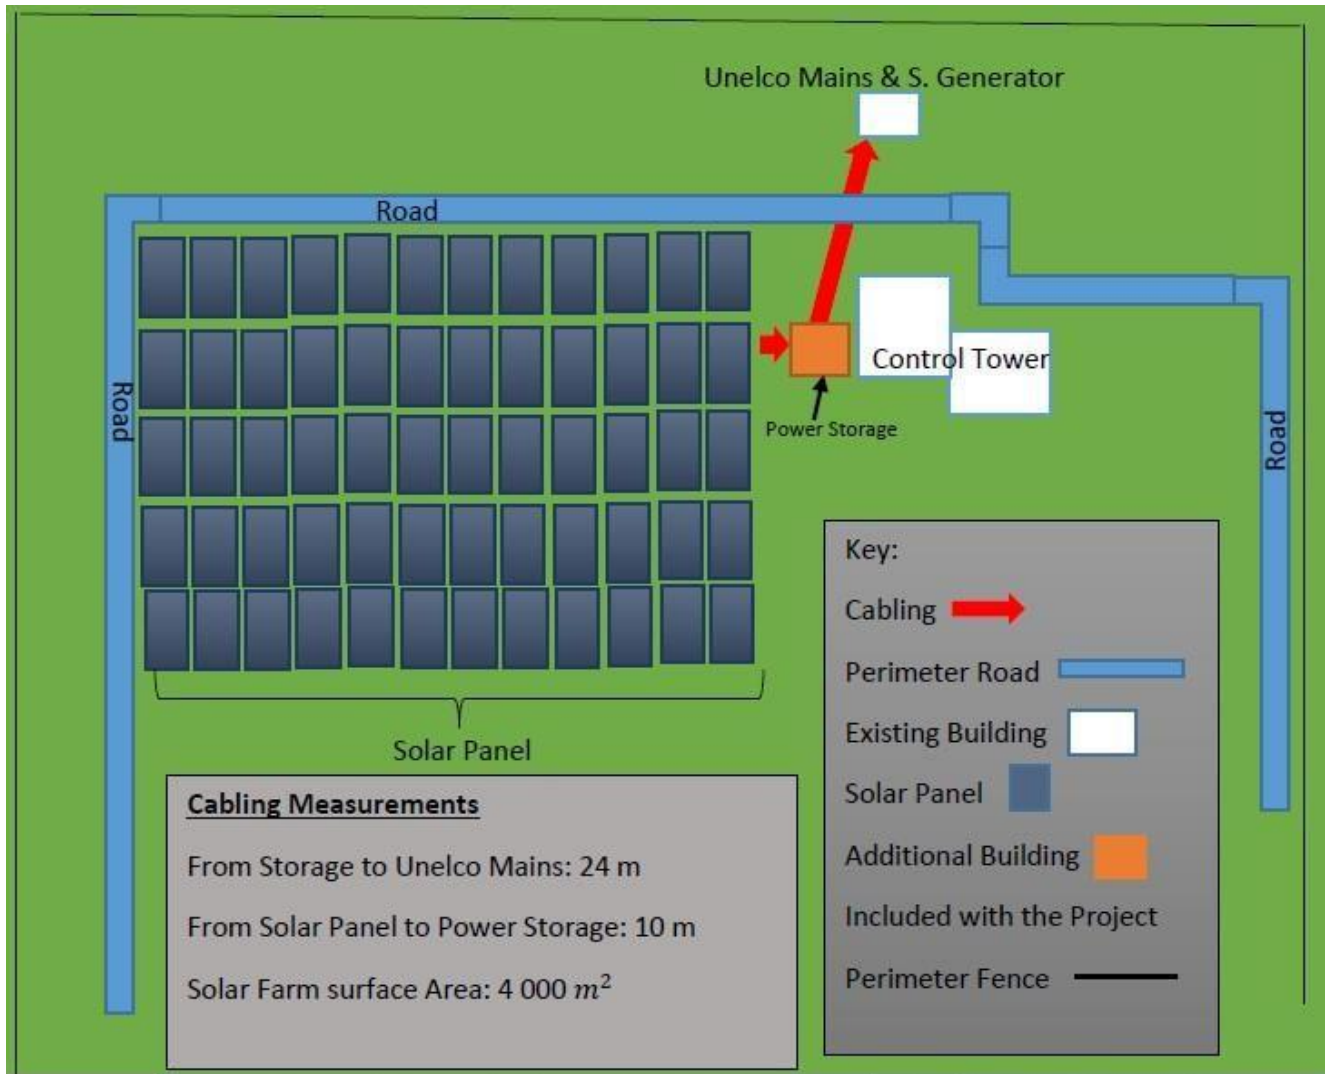 Unelco Mains & S. Generator
Road
Road
Control Tower
Power Storage
Road
Solar Panel
Cabling Measurements
From Storage to Unelco Mains: 24 m
From Solar Panel to Power Storage: 10 m
Solar Farm surface Area: 4 000 m²
Key:
Cabling
Perimeter Road
Existing Building
Solar Panel
Additional Building
Included with the Project
Perimeter Fence